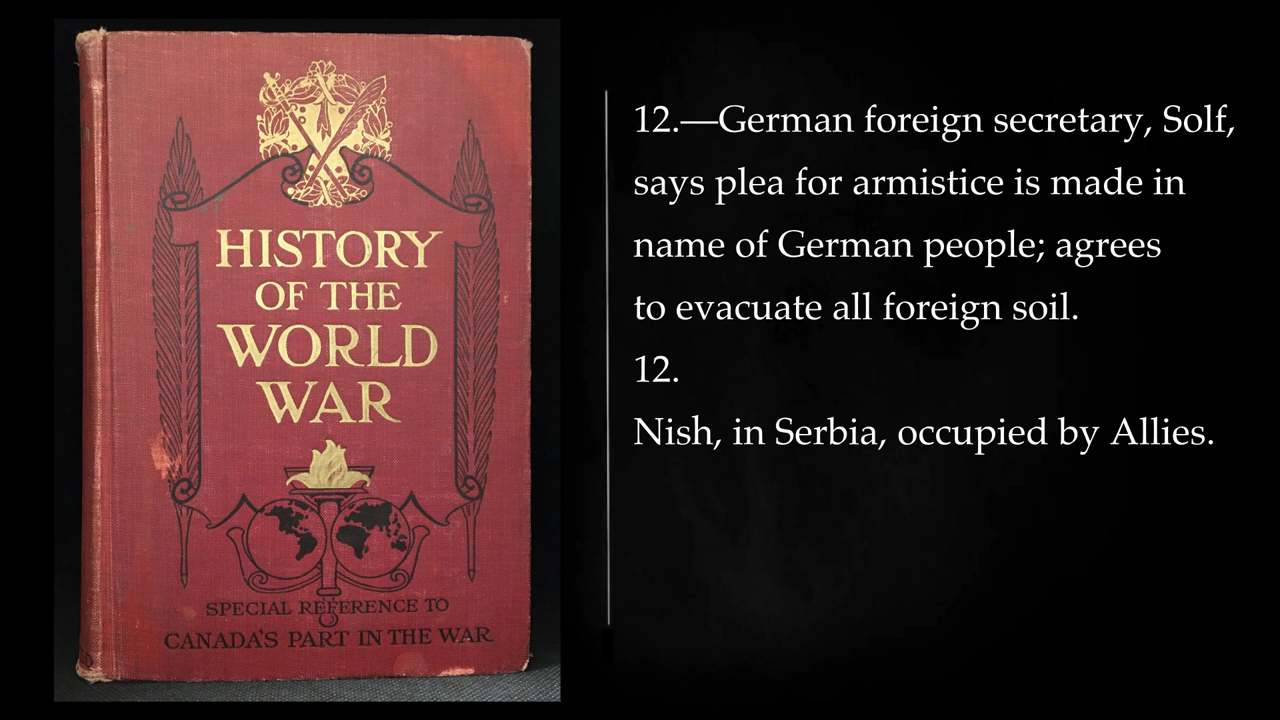 HISTORY
OF THE
WORLD
WAR
SPECIAL REFERENCE TO
CANADA'S PART IN THE WAR
12.—German foreign secretary, Solf,
says plea for armistice is made in
name of German people; agrees
to evacuate all foreign soil.
12.
Nish, in Serbia, occupied by Allies.